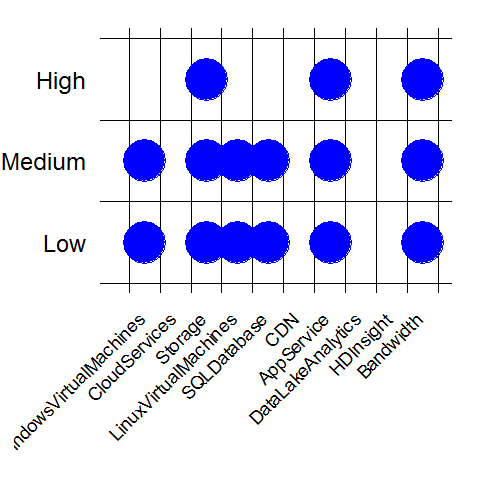 High
Medium
Low
ndowsVirtualMachines
CloudServices
Storage
LinuxVirtualMachines
SQLDatabase
CDN
AppService
DataLakeAnalytics
HDInsight
Bandwidth